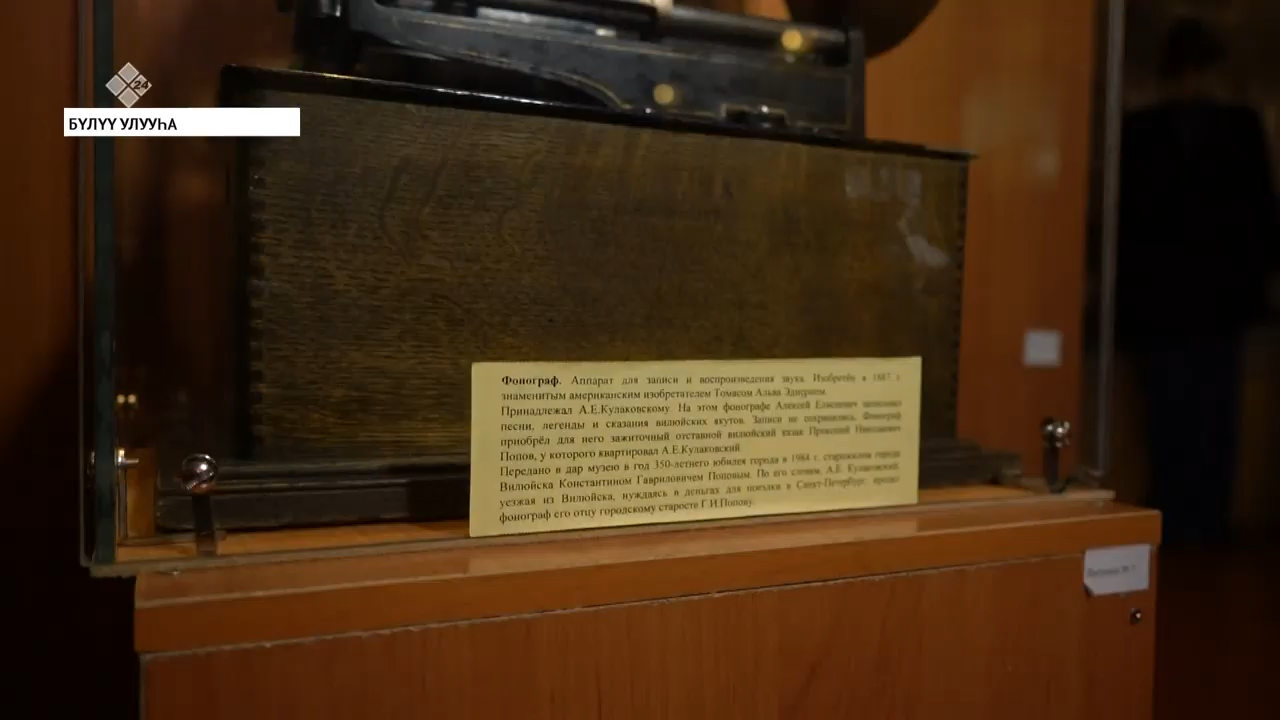 24
БҮЛҮҮ УЛУУҺА
Фонограф. Аппарат для записи и воспроизведения звука. Изобретён в г.
знаменитым американским изобретателем Томасом Альва Эдисоном.
Принадлежал А.Е.Кулаковскому. На этом фонографе Алексей Елисеевич записывал
песни, легенды и сказания вилюйских якутов. Записи не сохранились. Фонограф
приобрёл для него зажиточный отставной вилюйский казак Прокопий Николаевич
Попов, у которого квартировал А.Е.Кулаковский.
Передано в дар музею в год 350-летнего юбилея города в 1984 г. старожилом города
Вилюйска Константином Гавриловичем Поповым. По его словам, А.Е. Кулаковский,
уезжая из Вилюйска, нуждаясь в деньгах для поездки в Санкт-Петербург, продал
фонограф его отцу городскому старосте Г.И.Попову.